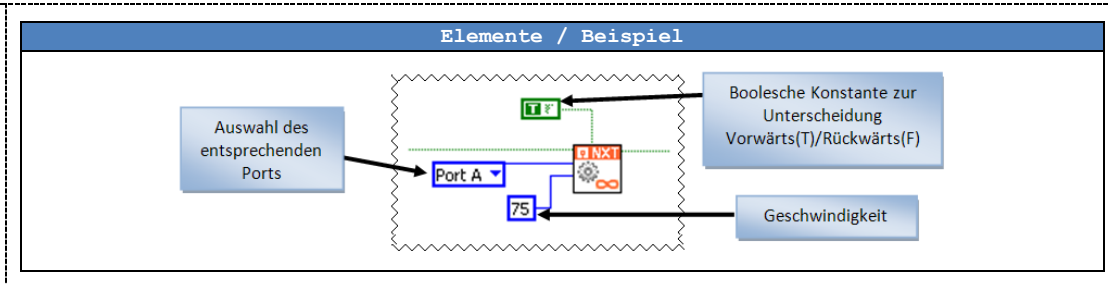 Elemente / Beispiel
Boolesche Konstante zur
Unterscheidung
Vorwärts(T)/Rückwärts(F)
T F
Auswahl des
entsprechenden
Ports
NXT
Port A
75
Geschwindigkeit